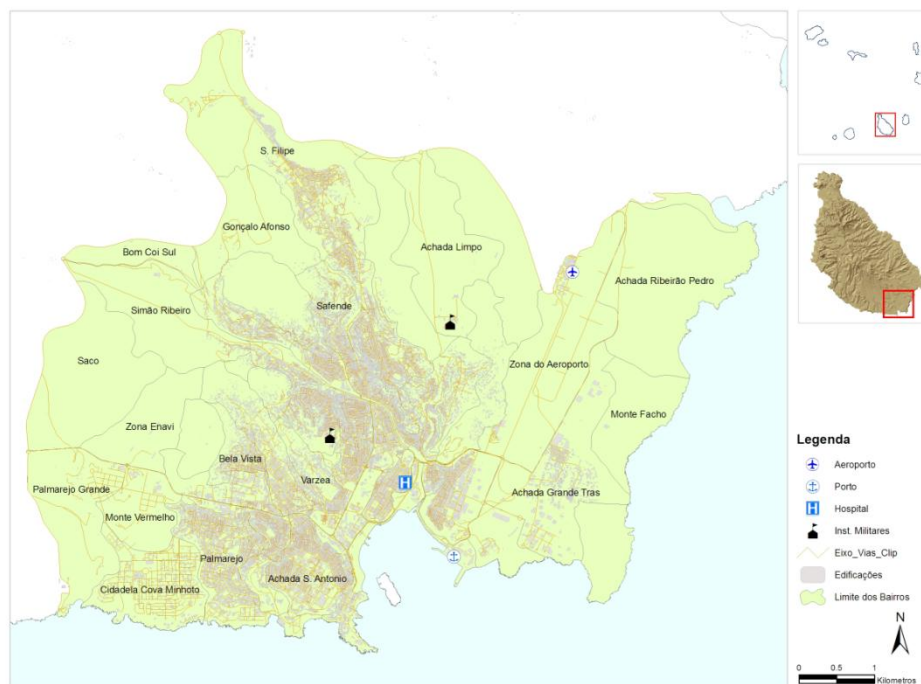 S. Filipe
Gonçalo Afonso
Achada Limpo
Bom Coi Sul
Achada Ribeirão Pedro
Simão Ribeiro
Safende
Saco
Zona do Aeroporto
Monte Facho
Zona Enavi
Bela Vista
Varzea
H
Palmarejo Grande
Achada Grande Tras
Monte Vermelho
Palmarejo
Achada S. Antonio
Cidadela Cova Minhoto
Legenda
Aeroporto
Porto
H Hospital
Inst. Militares
Eixo_Vias_Clip
Edificações
Limite dos Bairros
N
0 0.5 1
Kilometros